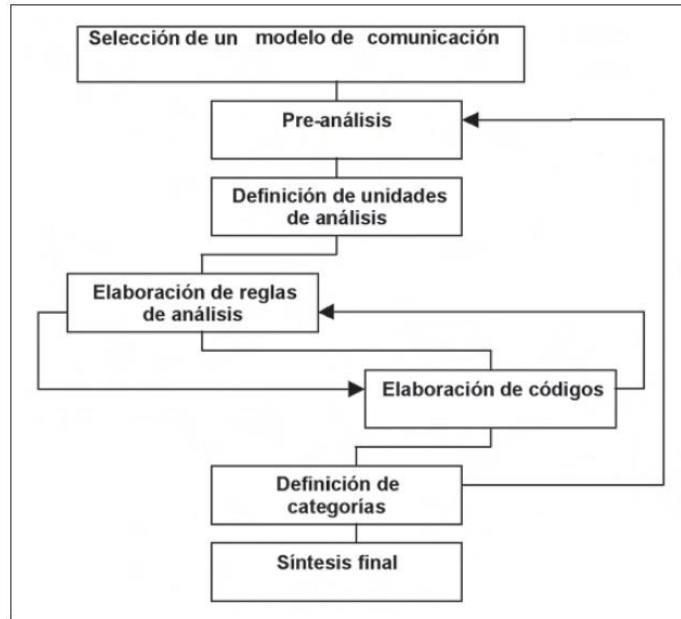 Selección de un modelo de comunicación
Pre-análisis
Definición de unidades
de análisis
Elaboración de reglas
de análisis
Elaboración de códigos
Definición de
categorías
Síntesis final